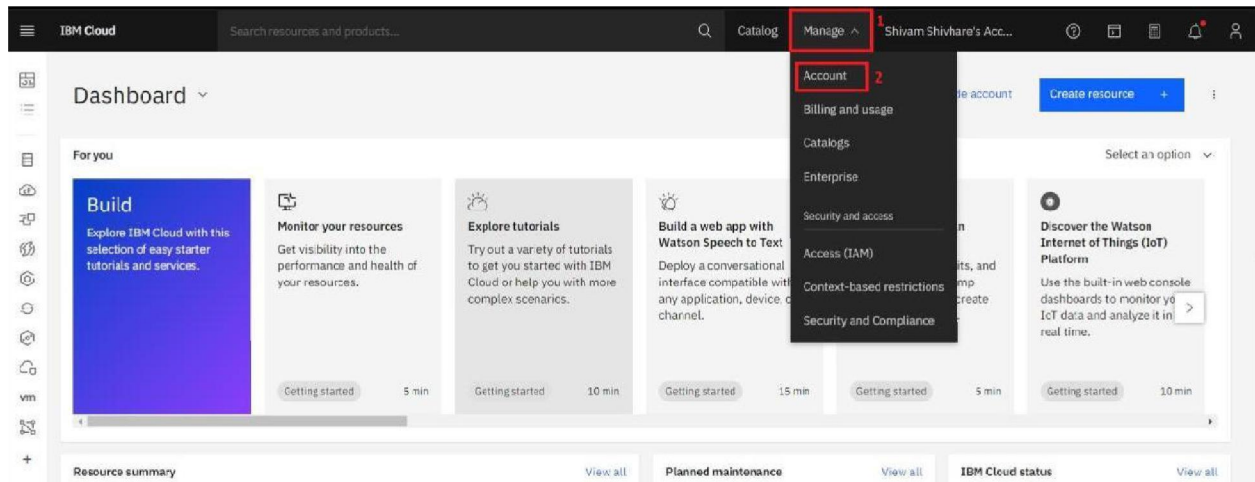 IBM Cloud
Search resources and products...
Catalog
Manage
1
Shivam Shivhare's Acc...
Account
2
Billing and usage
Catalogs
Enterprise
Security and access
Access (IAM)
Context-based restrictions
Security and Compliance
Dashboard
account
Create resource +
For you
Select an option
Build
Explore IBM Cloud with this
selection of easy starter
tutorials and services.
Monitor your resources
Get visibility into the
performance and health of
your resources.
Getting started
5 min
Explore tutorials
Try out a variety of tutorials
to get you started with IBM
Cloud or help you with more
complex scenarios.
Getting started
10 min
Build a web app with
Watson Speech to Text
Deploy a conversational
interface compatible with
any application, device,
channel.
Getting started
15 min
its, and
create
Getting started
5 min
Discover the Watson
Internet of Things (IoT)
Platform
Use the built-in web console
dashboards to monitor
IoT data and analyze it in
real time.
Getting started
10 min
vm
+
Resource summary
View all
Planned maintenance
View all
IBM Cloud status
View all